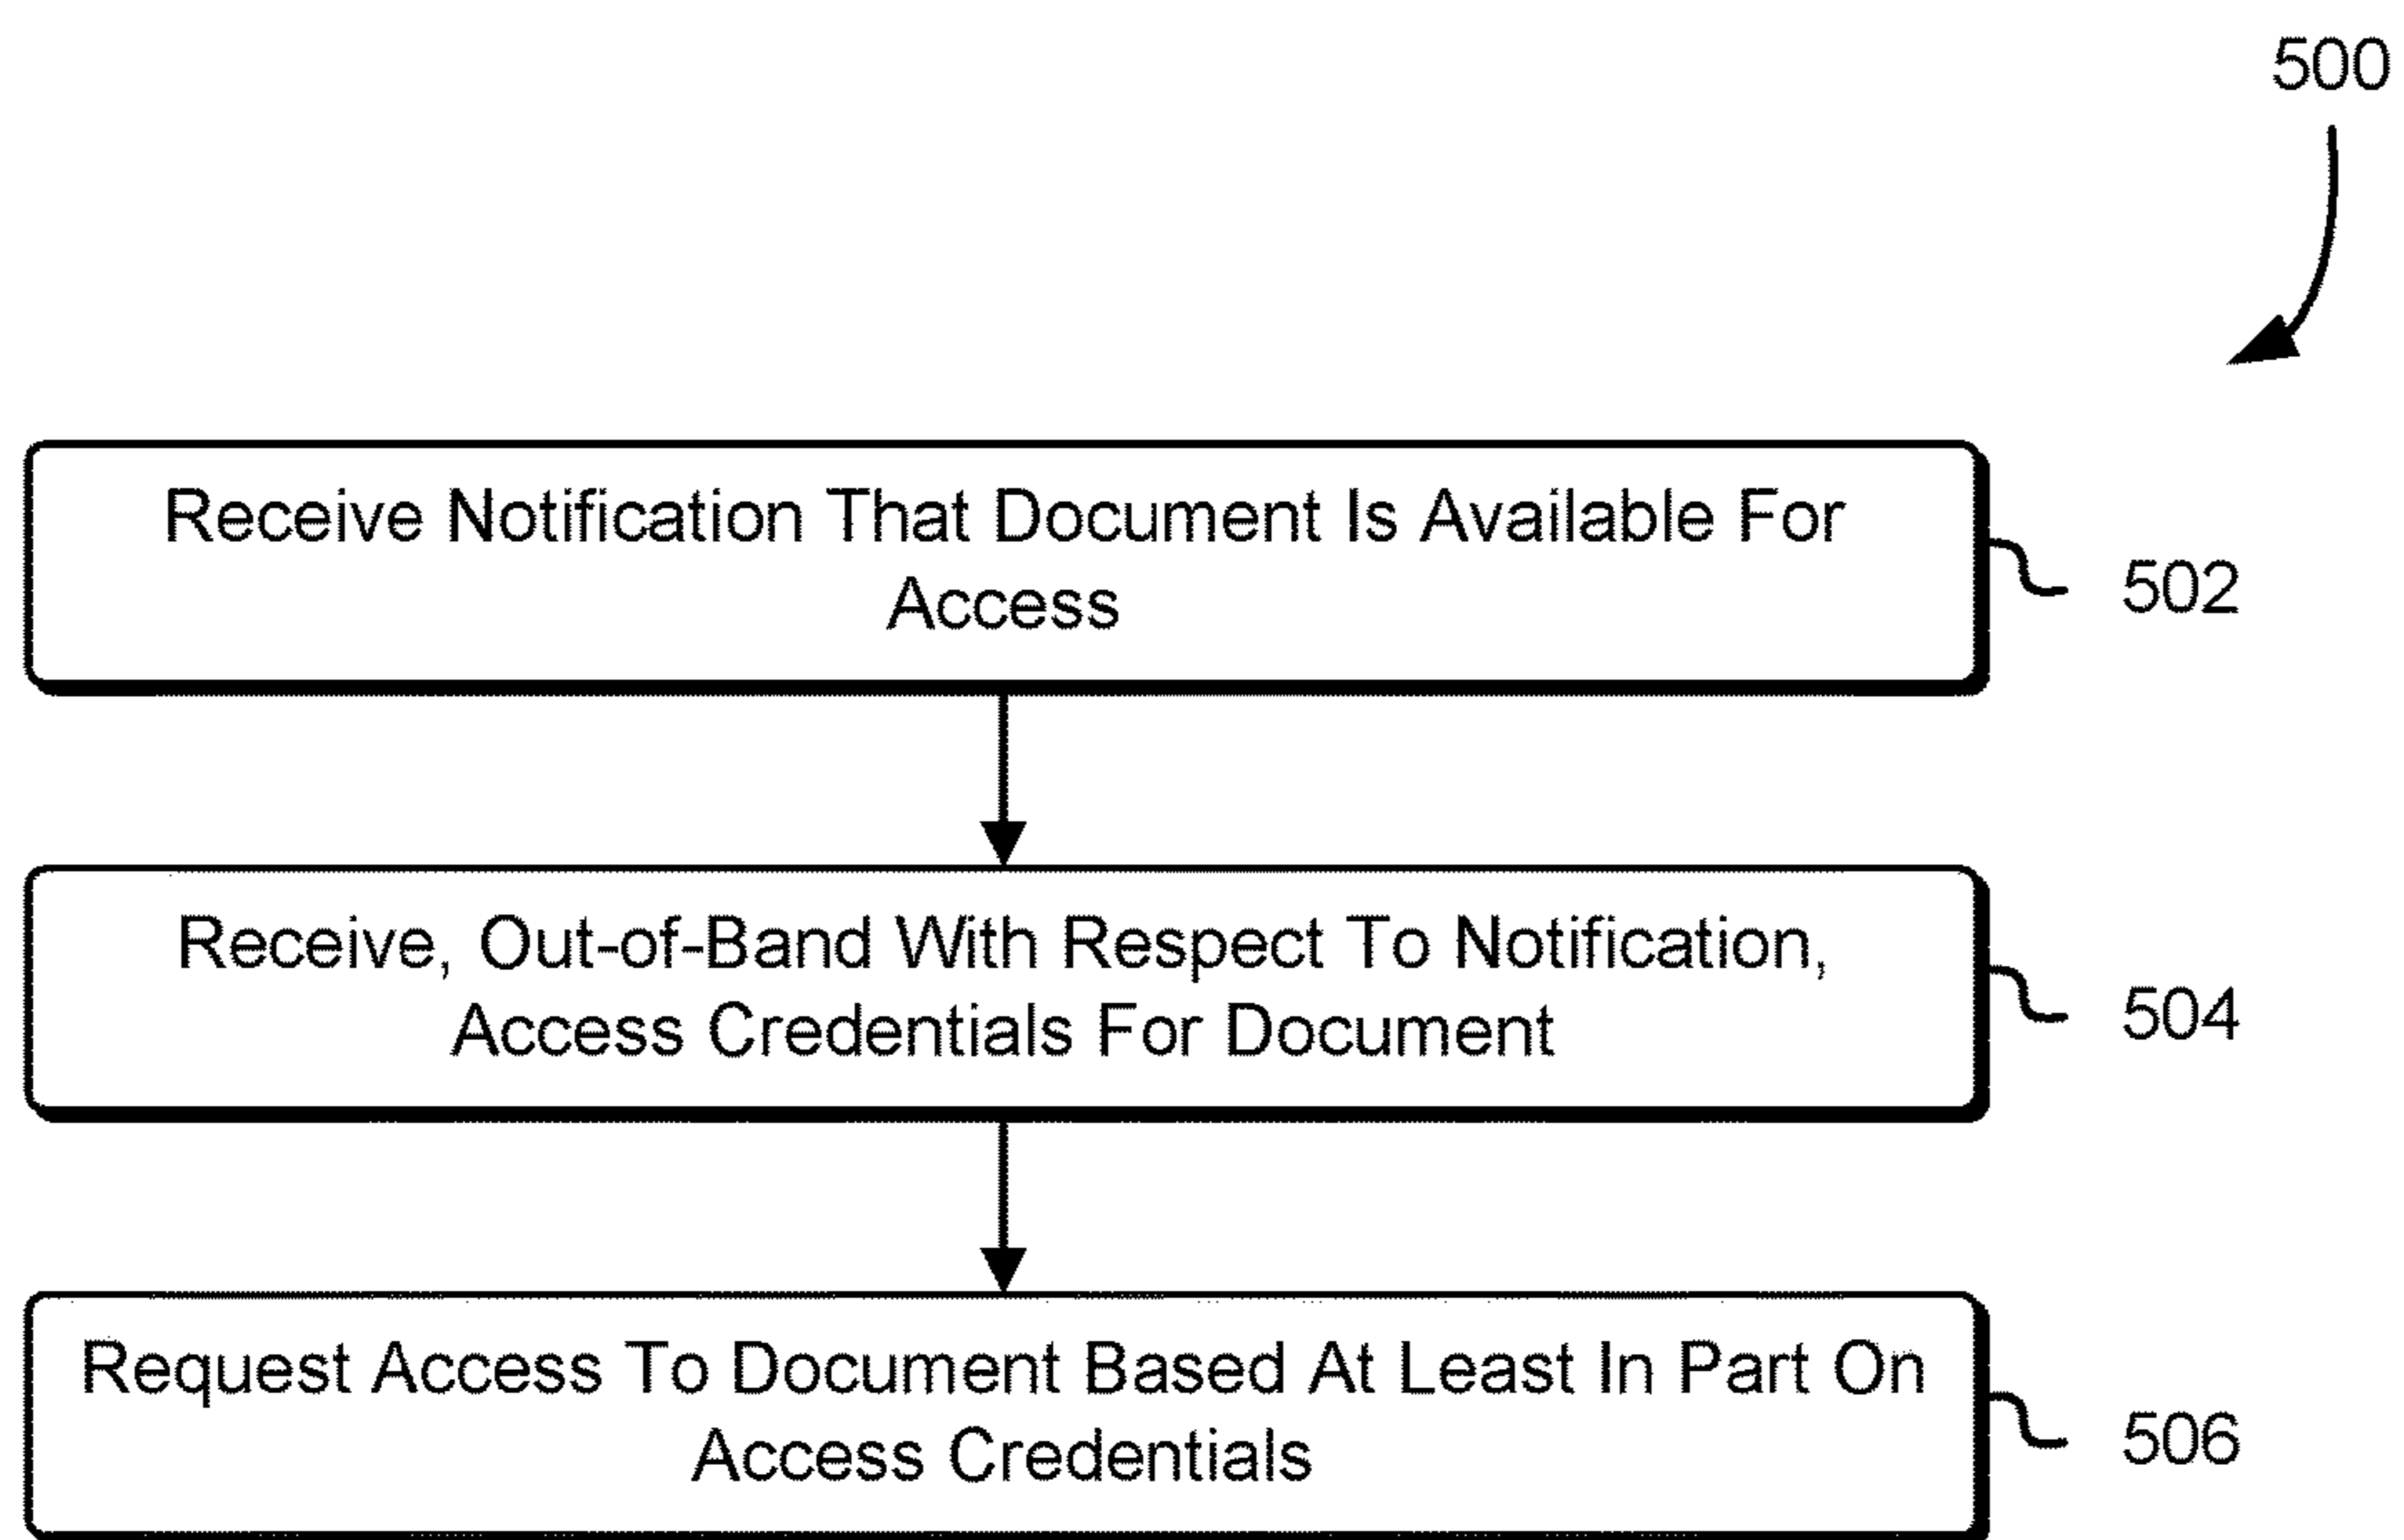 500
Receive Notification That Document Is Available For
Access
502
Receive, Out-of-Band With Respect To Notification,
Access Credentials For Document
504
Request Access To Document Based At Least In Part On
Access Credentials
506